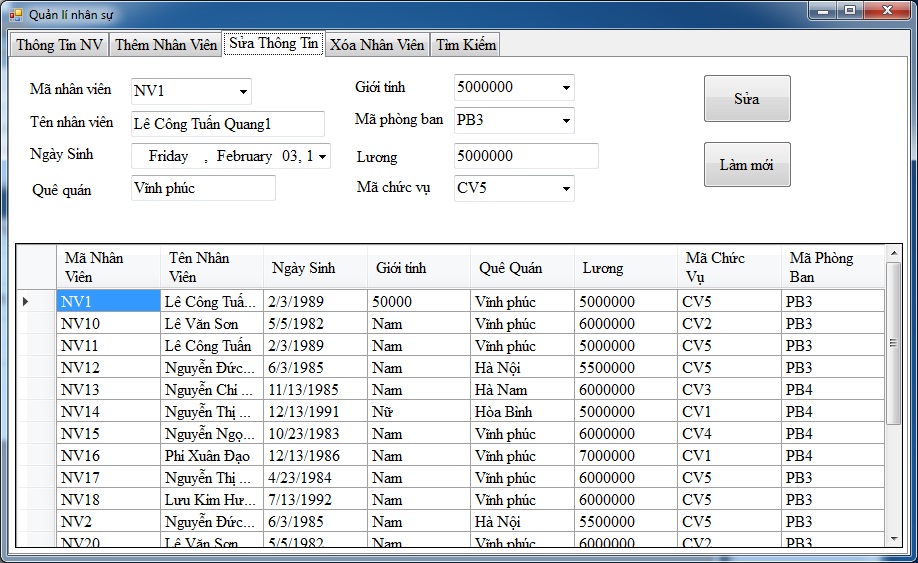 Quản lí nhân sự
Thông Tin NV Thêm Nhân Viên Sửa Thông Tin Xóa Nhân Viên Tìm Kiếm
Mã nhân viên NV1 Giới tính 5000000 Sửa
Tên nhân viên Lê Công Tuấn Quang1 Mã phòng ban PB3
Ngày Sinh Friday , February 03, 1 Lương 5000000 Làm mới
Quê quán Vĩnh phúc Mã chức vụ CV5
Mã Nhân Viên Tên Nhân Viên Ngày Sinh Giới tính Quê Quán Lương Mã Chức Vụ Mã Phòng Ban
NV1 Lê Công Tuấ... 2/3/1989 50000 Vĩnh phúc 5000000 CV5 PB3
NV10 Lê Văn Sơn 5/5/1982 Nam Vĩnh phúc 6000000 CV2 PB3
NV11 Lê Công Tuấn 2/3/1989 Nam Vĩnh phúc 5000000 CV5 PB3
NV12 Nguyễn Đức... 6/3/1985 Nam Hà Nội 5500000 CV5 PB3
NV13 Nguyễn Chí ... 11/13/1985 Nam Hà Nam 6000000 CV3 PB4
NV14 Nguyễn Thị ... 12/13/1991 Nữ Hòa Bình 5000000 CV1 PB4
NV15 Nguyễn Ngọ... 10/23/1983 Nam Vĩnh phúc 6000000 CV4 PB4
NV16 Phí Xuân Đạo 12/13/1986 Nam Vĩnh phúc 7000000 CV1 PB4
NV17 Nguyễn Thị ... 4/23/1984 Nam Vĩnh phúc 6000000 CV5 PB3
NV18 Lưu Kim Hư... 7/13/1992 Nam Vĩnh phúc 6000000 CV5 PB3
NV2 Nguyễn Đức... 6/3/1985 Nam Hà Nội 5500000 CV5 PB3
NV20 Lê Văn Sơn 5/5/1982 Nam Vĩnh phúc 6000000 CV2 PB3